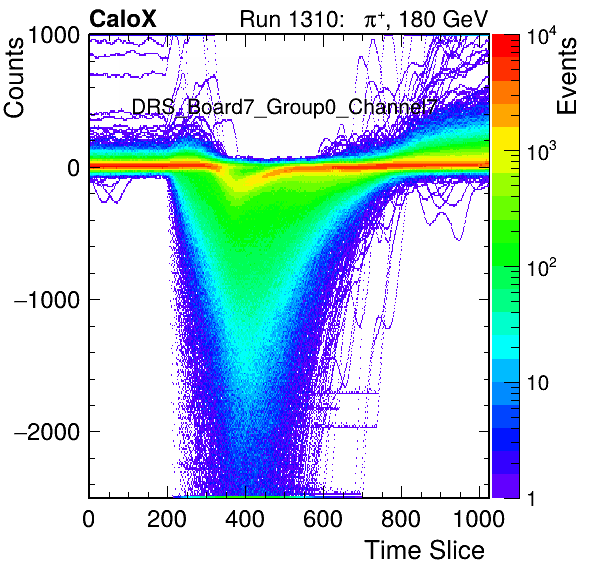 CaloX Run 1310: π⁺, 180 GeV
DRS_Board7_Group0_Channel7
Counts
1000
0
−1000
−2000
0 200 400 600 800 1000
Time Slice
Events
10⁴
10³
10²
10
1